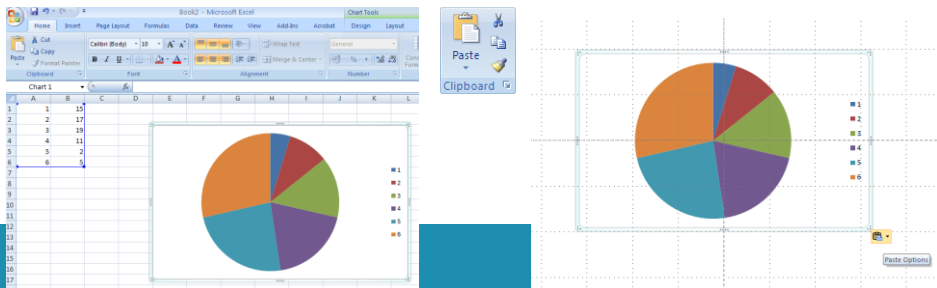 Book2 - Microsoft Excel
Chart Tools
Home Insert Page Layout Formulas Data Review View Add-Ins Acrobat Design Layout
Paste
Cut
Copy
Format Painter
Clipboard
Calibri (Body) 10 A A
B I U A
Font
Wrap Text
Merge & Center
Alignment
General
$ % ,
Number
Chart 1 fx
A B C D E F G H I J K L
1 1 15
2 2 17
3 3 19
4 4 11
5 5 2
6 6 5
7
8
9
10
11
12
13
14
15
16
17
1
2
3
4
5
6
Paste
Clipboard
1
2
3
4
5
6
Paste Options